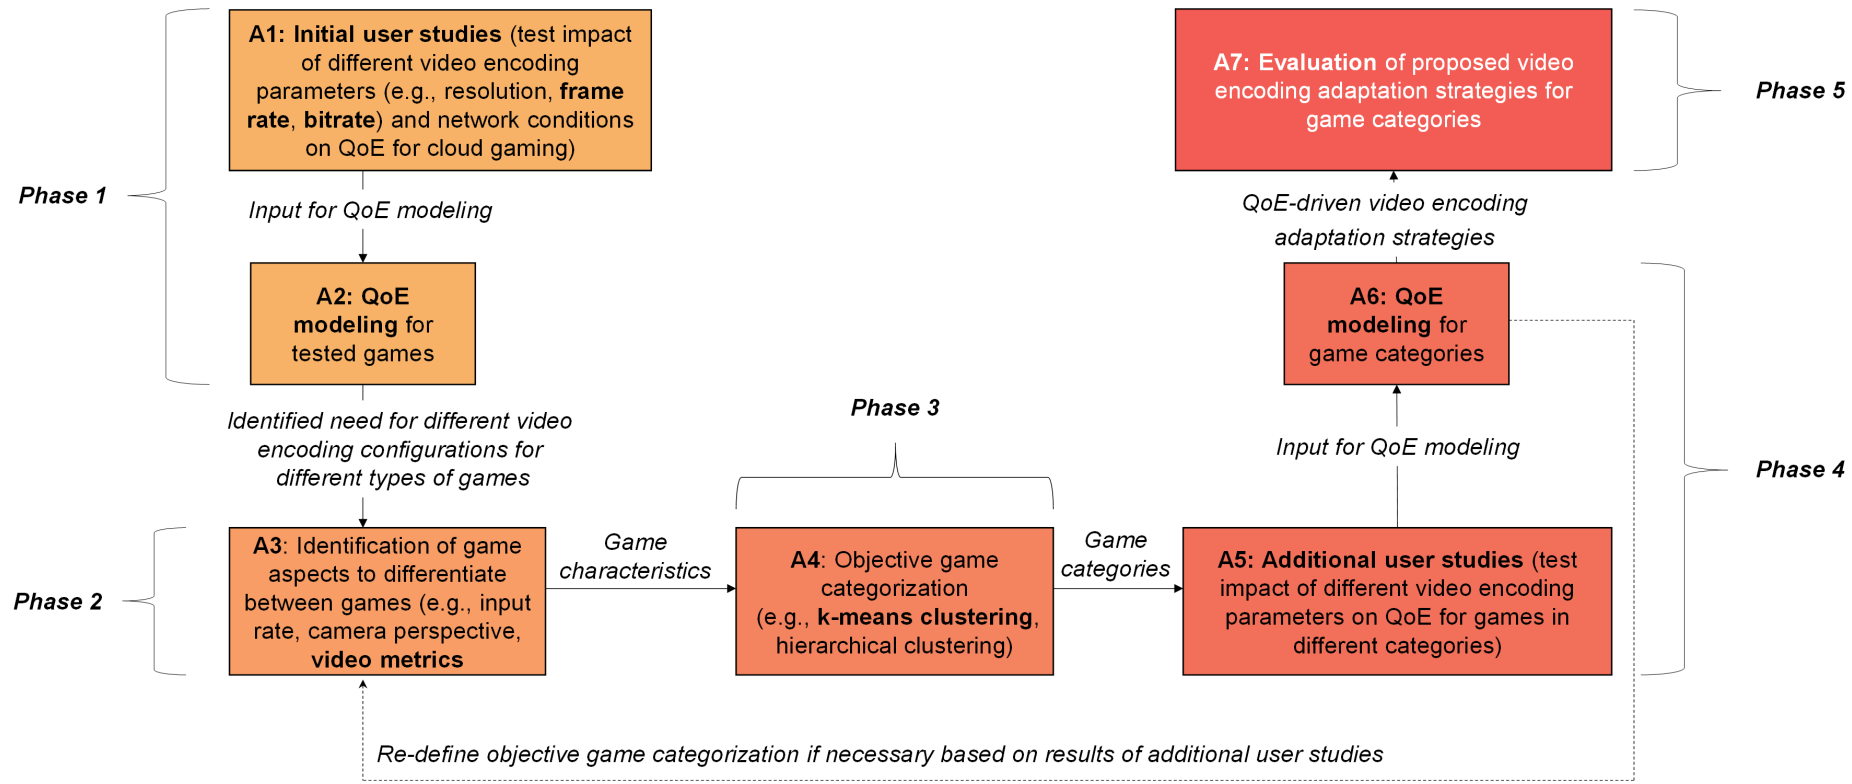 Phase 1
A1: Initial user studies (test impact
of different video encoding
parameters (e.g., resolution, frame
rate, bitrate) and network conditions
on QoE for cloud gaming)
Input for QoE modeling
A2: QoE
modeling for
tested games
Identified need for different video
encoding configurations for
different types of games
Phase 2
A3: Identification of game
aspects to differentiate
between games (e.g., input
rate, camera perspective,
video metrics
Game
characteristics
Phase 3
A4: Objective game
categorization
(e.g., k-means clustering,
hierarchical clustering)
Game
categories
A5: Additional user studies (test
impact of different video encoding
parameters on QoE for games in
different categories)
Input for QoE modeling
Phase 4
A6: QoE
modeling for
game categories
QoE-driven video encoding
adaptation strategies
A7: Evaluation of proposed video
encoding adaptation strategies for
game categories
Phase 5
Re-define objective game categorization if necessary based on results of additional user studies